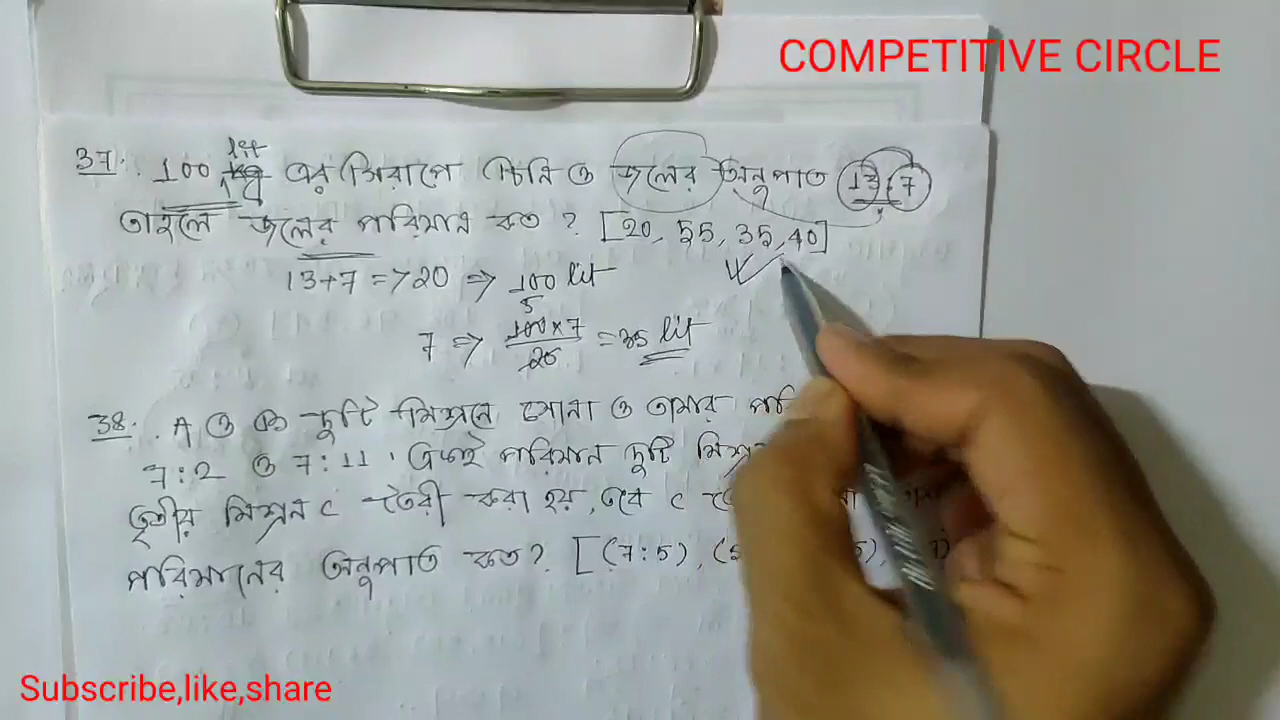 COMPETITIVE CIRCLE
37. 100 lit এর সিরাপে চিনি ও জলের অনুপাত 13:7
তাহলে জলের পরিমান কত? [20, 55, 35, 40]
13+7=>20 => 100 lit
5
7 => 100×7/20 = 35 lit
38. A ও B দুটি মিশ্রনে সোনা ও তামার
7:2 ও 7:11. একই পরিমান দুটি
তৃতীয় মিশ্রন C তৈরী করা হয়, তবে C
পরিমানের অনুপাত কত? [(7:5), (5
Subscribe,like,share